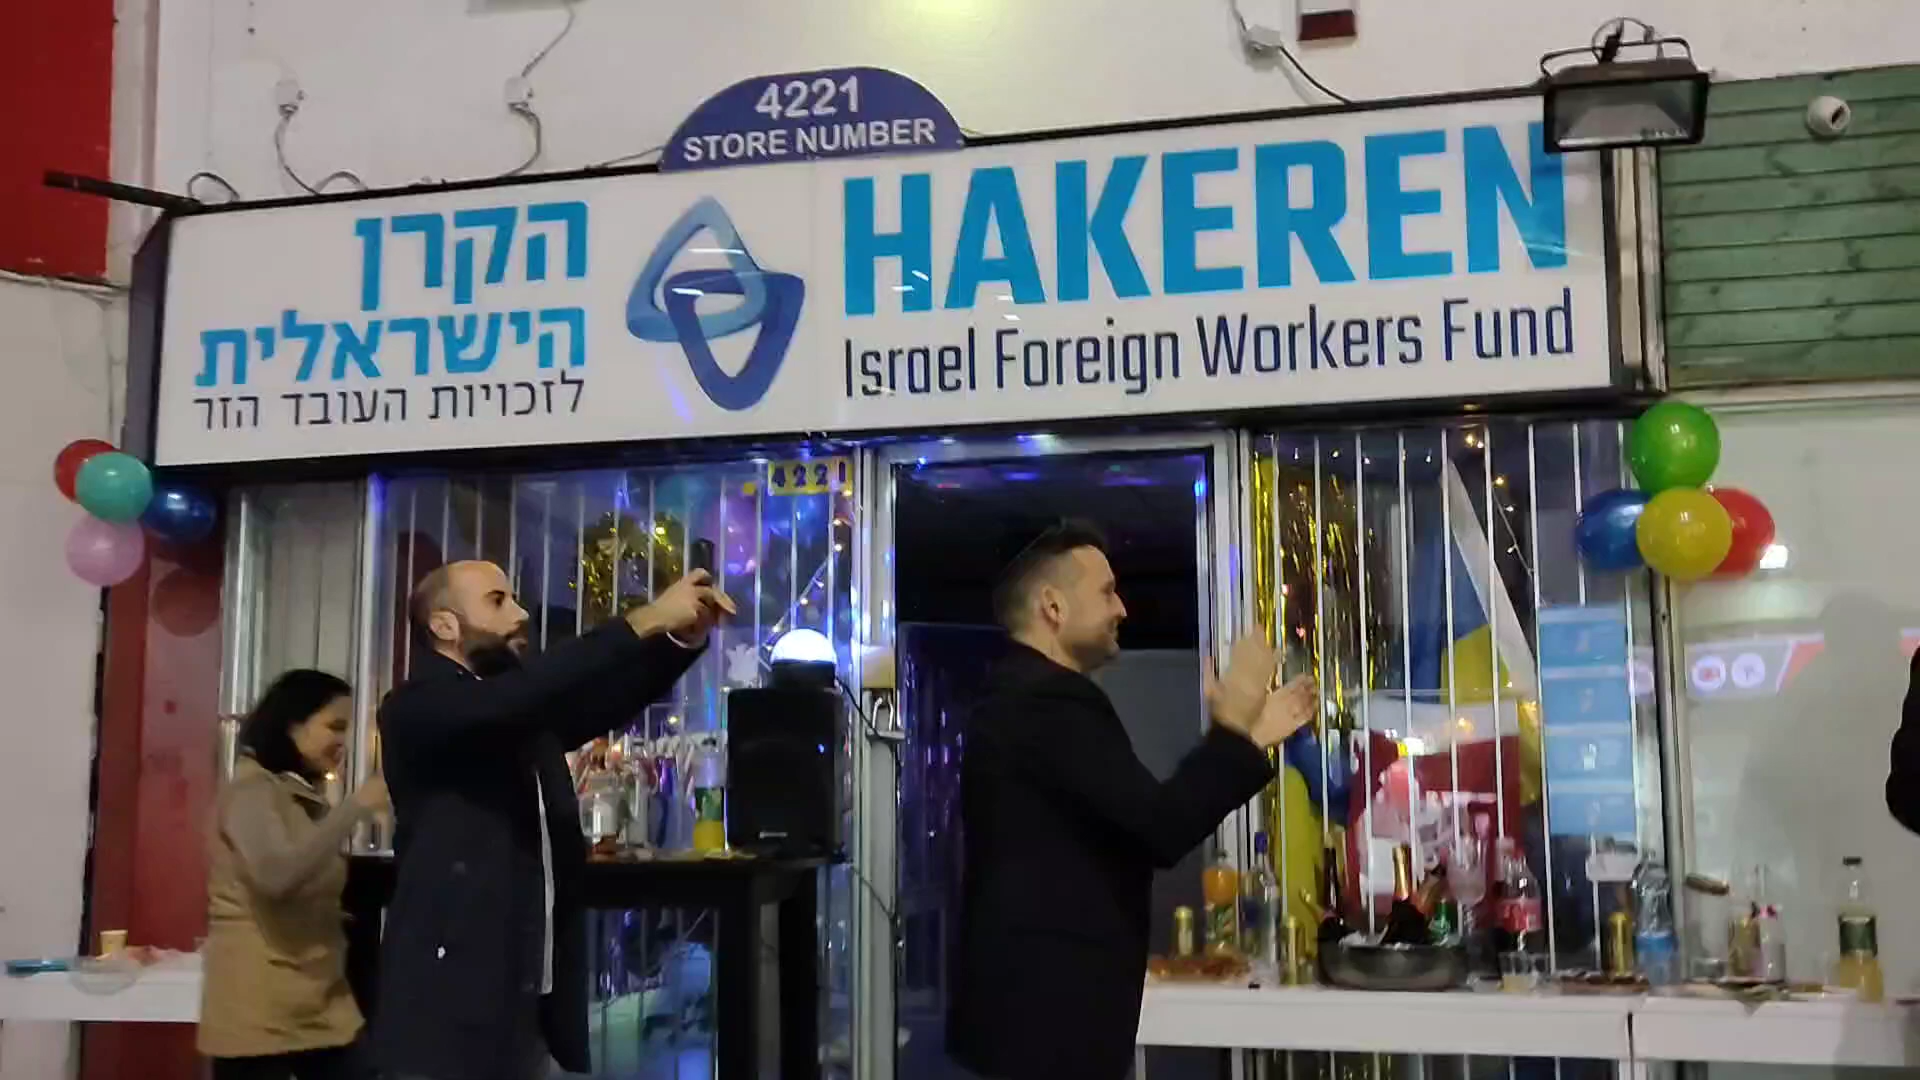 4221
STORE NUMBER
הקרן
הישראלית
לזכויות העובד הזר
HAKEREN
Israel Foreign Workers Fund
4221